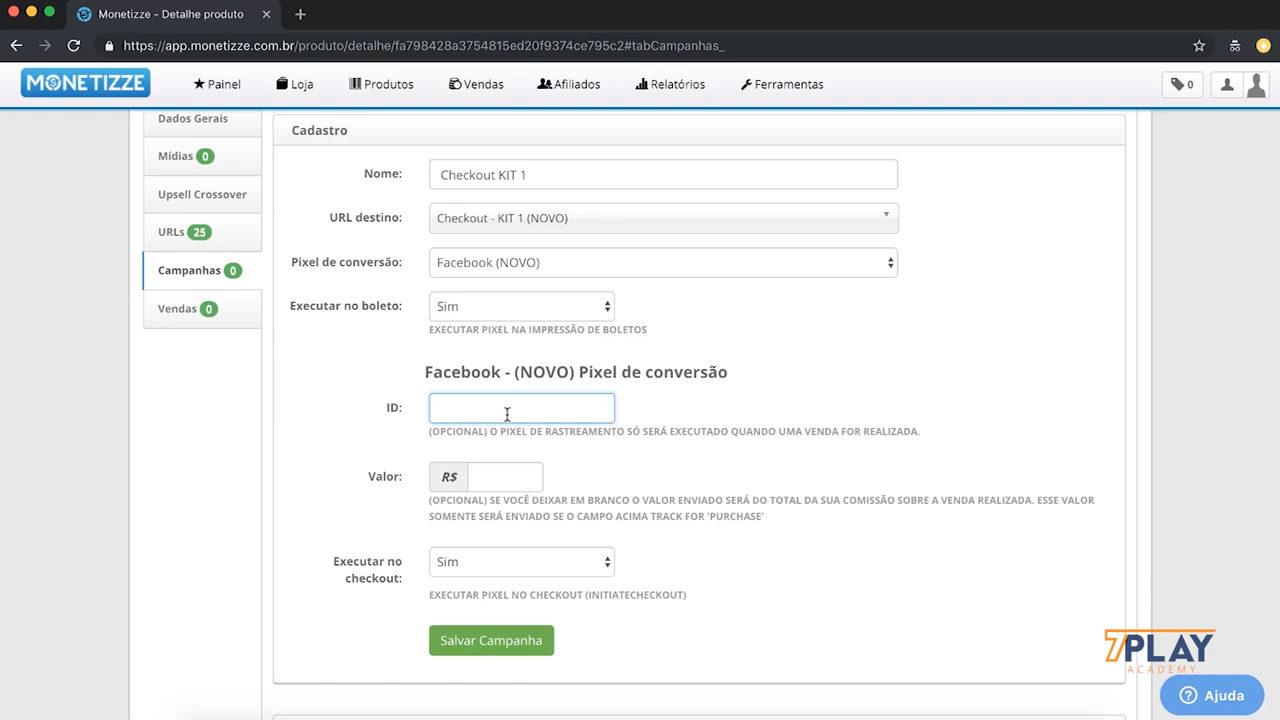 Monetizze - Detalhe produto
https://app.monetizze.com.br/produto/detalhe/fa798428a3754815ed20f9374ce795c2#tabCampanhas_
MONETIZZE
Painel
Loja
Produtos
Vendas
Afiliados
Relatórios
Ferramentas
0
Dados Gerais
Mídias 0
Upsell Crossover
URLs 25
Campanhas 0
Vendas 0
Cadastro
Nome: Checkout KIT 1
URL destino: Checkout - KIT 1 (NOVO)
Pixel de conversão: Facebook (NOVO)
Executar no boleto: Sim
EXECUTAR PIXEL NA IMPRESSÃO DE BOLETOS
Facebook - (NOVO) Pixel de conversão
ID:
(OPCIONAL) O PIXEL DE RASTREAMENTO SÓ SERÁ EXECUTADO QUANDO UMA VENDA FOR REALIZADA.
Valor: R$
(OPCIONAL) SE VOCÊ DEIXAR EM BRANCO O VALOR ENVIADO SERÁ DO TOTAL DA SUA COMISSÃO SOBRE A VENDA REALIZADA. ESSE VALOR
SOMENTE SERÁ ENVIADO SE O CAMPO ACIMA TRACK FOR 'PURCHASE'
Executar no
checkout: Sim
EXECUTAR PIXEL NO CHECKOUT (INITIATECHECKOUT)
Salvar Campanha
7PLAY
ACADEMY
Ajuda